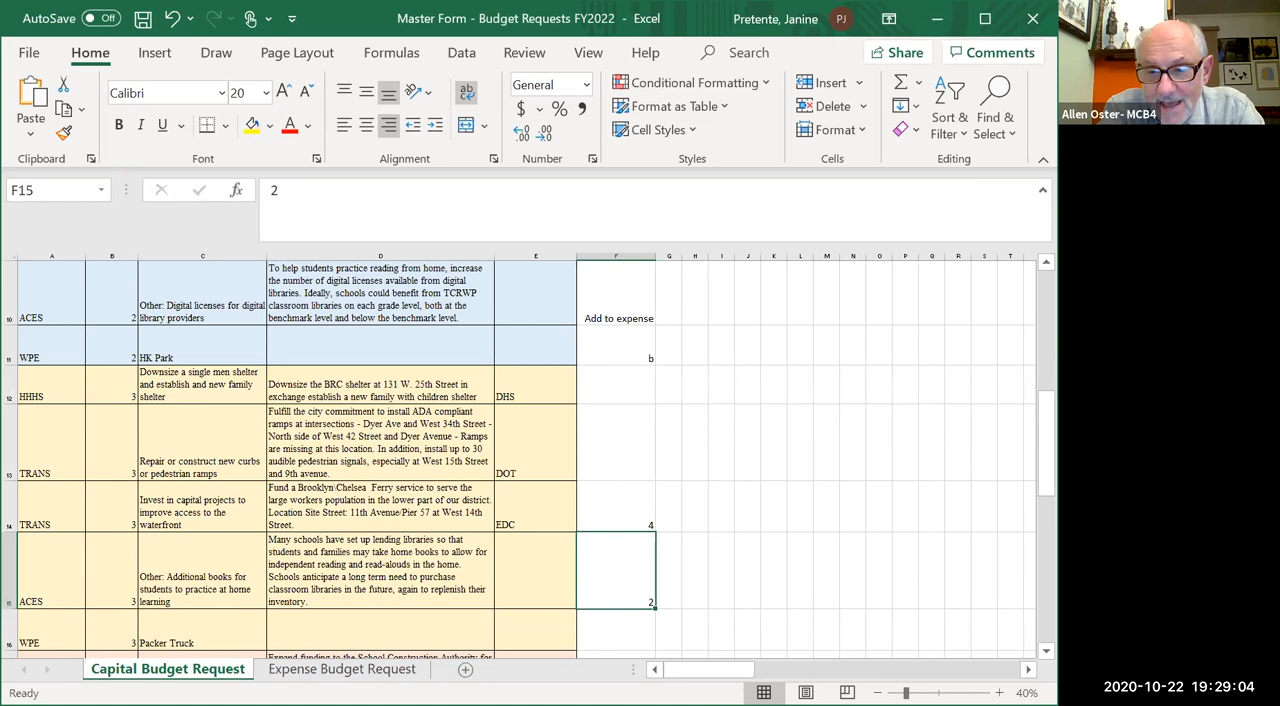 AutoSave Off
Master Form - Budget Requests FY2022 - Excel
Pretente, Janine PJ
File Home Insert Draw Page Layout Formulas Data Review View Help Search Share Comments
Paste
Clipboard
Calibri 20
B I U
Font
Alignment
General
Number
Conditional Formatting
Format as Table
Cell Styles
Styles
Insert
Delete
Format
Cells
Sort &
Filter
Find &
Select
Editing
Allen Oster- MCB4
F15 fx 2
A B C D E F G H I J K L M N O P Q R S T
10 ACES 2
Other: Digital licenses for digital
library providers
To help students practice reading from home, increase
the number of digital licenses available from digital
libraries. Ideally, schools could benefit from TCRWP
classroom libraries on each grade level, both at the
benchmark level and below the benchmark level.
Add to expense
11 WPE 2 HK Park b
12 HHHS 3
Downsize a single men shelter
and establish and new family
shelter
Downsize the BRC shelter at 131 W. 25th Street in
exchange establish a new family with children shelter
DHS
13 TRANS 3
Repair or construct new curbs
or pedestrian ramps
Fulfill the city commitment to install ADA compliant
ramps at intersections - Dyer Ave and West 34th Street -
North side of West 42 Street and Dyer Avenue - Ramps
are missing at this location. In addition, install up to 30
audible pedestrian signals, especially at West 15th Street
and 9th avenue.
DOT
14 TRANS 3
Invest in capital projects to
improve access to the
waterfront
Fund a Brooklyn\Chelsea Ferry service to serve the
large workers population in the lower part of our district.
Location Site Street: 11th Avenue/Pier 57 at West 14th
Street.
EDC 4
15 ACES 3
Other: Additional books for
students to practice at home
learning
Many schools have set up lending libraries so that
students and families may take home books to allow for
independent reading and read-alouds in the home.
Schools anticipate a long term need to purchase
classroom libraries in the future, again to replenish their
inventory.
2
16 WPE 3 Packer Truck
Expand funding to the School Construction Authority for
Capital Budget Request Expense Budget Request
Ready 40%
2020-10-22 19:29:04